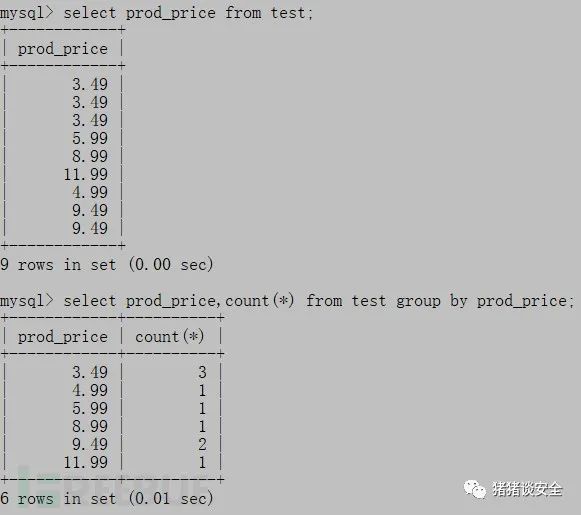 mysql> select prod_price from test;
+------------+
| prod_price |
+------------+
|       3.49 |
|       3.49 |
|       3.49 |
|       5.99 |
|       8.99 |
|      11.99 |
|       4.99 |
|       9.49 |
|       9.49 |
+------------+
9 rows in set (0.00 sec)
mysql> select prod_price,count(*) from test group by prod_price;
+------------+----------+
| prod_price | count(*) |
+------------+----------+
|       3.49 |        3 |
|       4.99 |        1 |
|       5.99 |        1 |
|       8.99 |        1 |
|       9.49 |        2 |
|      11.99 |        1 |
+------------+----------+
6 rows in set (0.01 sec)
猪猪谈安全